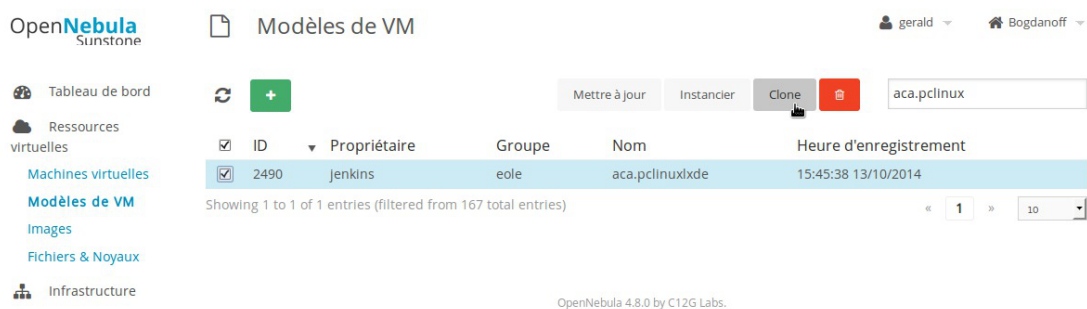 OpenNebula
Sunstone
Modèles de VM
gerald
Bogdanoff
Tableau de bord
Ressources
virtuelles
Machines virtuelles
Modèles de VM
Images
Fichiers & Noyaux
Infrastructure
+ Mettre à jour Instancier Clone aca.pclinux
ID Propriétaire Groupe Nom Heure d'enregistrement
2490 jenkins eole aca.pclinuxlxde 15:45:38 13/10/2014
Showing 1 to 1 of 1 entries (filtered from 167 total entries)
« 1 » 10
OpenNebula 4.8.0 by C12G Labs.